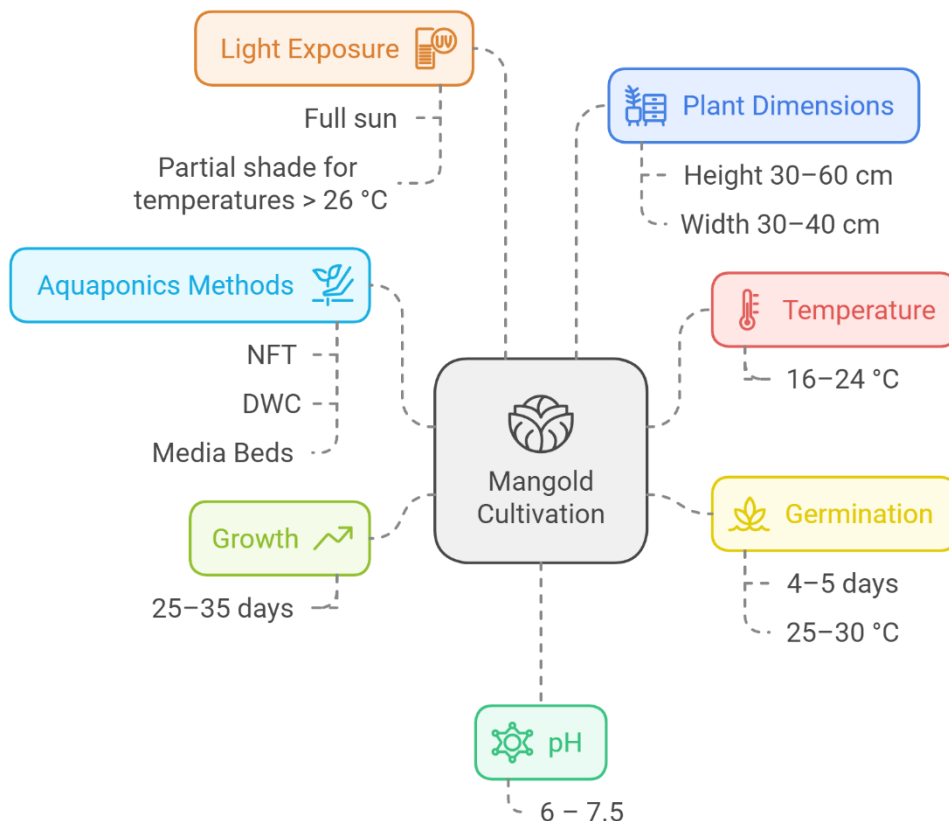 Light Exposure
UV
Full sun
Partial shade for
temperatures > 26 °C
Plant Dimensions
Height 30–60 cm
Width 30–40 cm
Aquaponics Methods
NFT
DWC
Media Beds
Temperature
16–24 °C
Mangold
Cultivation
Growth
25–35 days
Germination
4–5 days
25–30 °C
pH
6 – 7.5